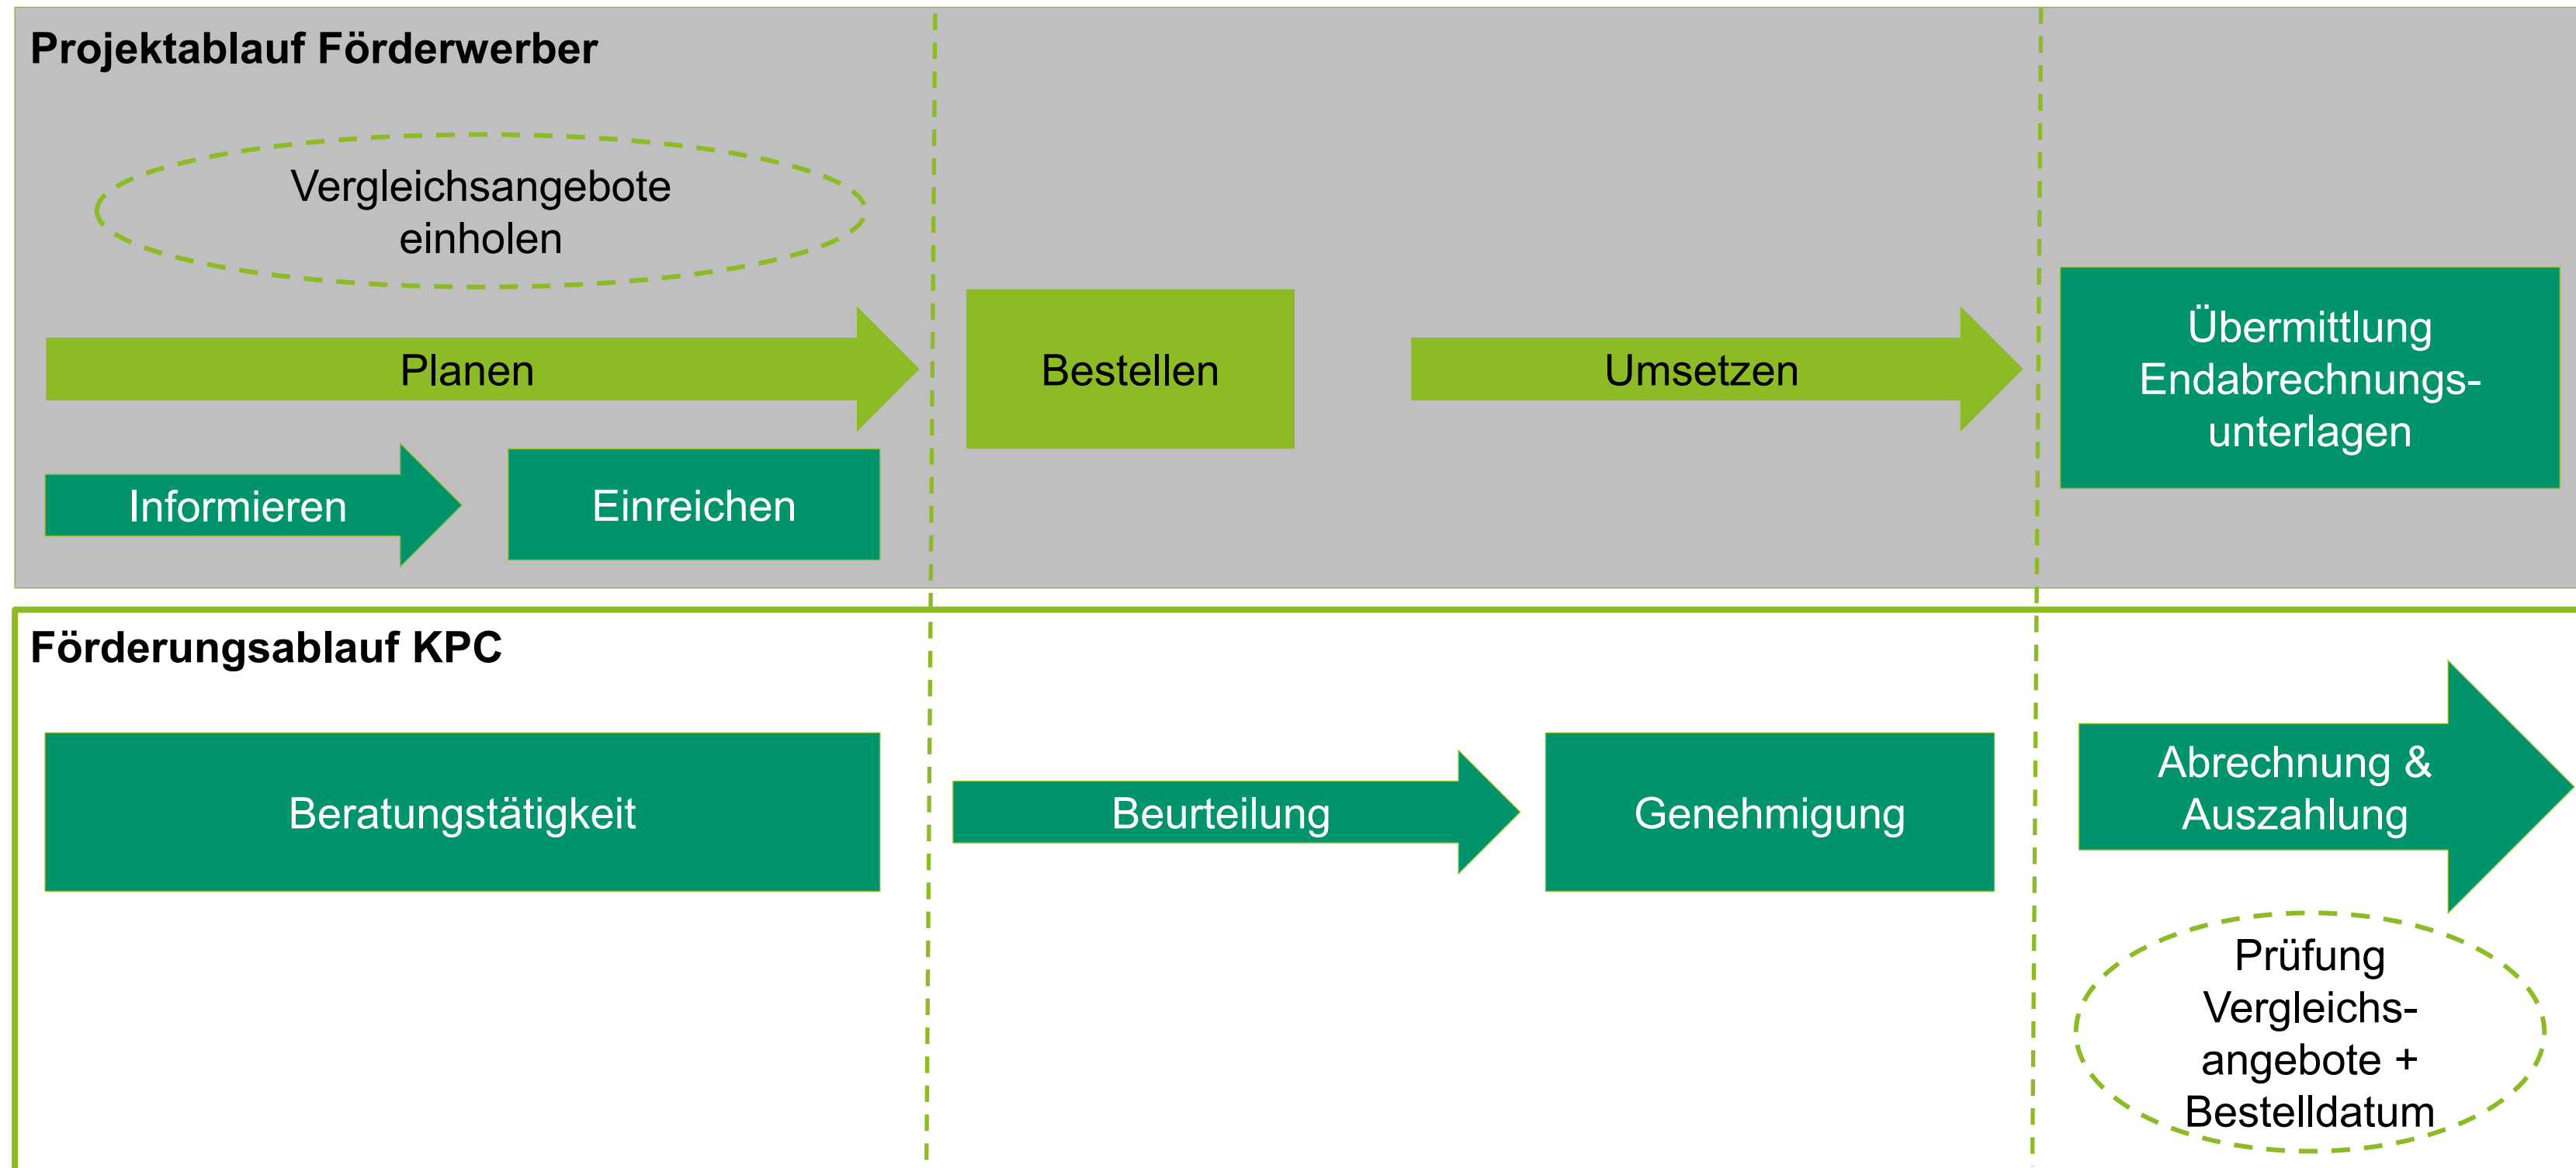 Projektablauf Förderwerber
Vergleichsangebote
einholen
Planen
Bestellen
Umsetzen
Übermittlung
Endabrechnungs-
unterlagen
Informieren
Einreichen
Förderungsablauf KPC
Beratungstätigkeit
Beurteilung
Genehmigung
Abrechnung &
Auszahlung
Prüfung
Vergleichs-
angebote +
Bestelldatum